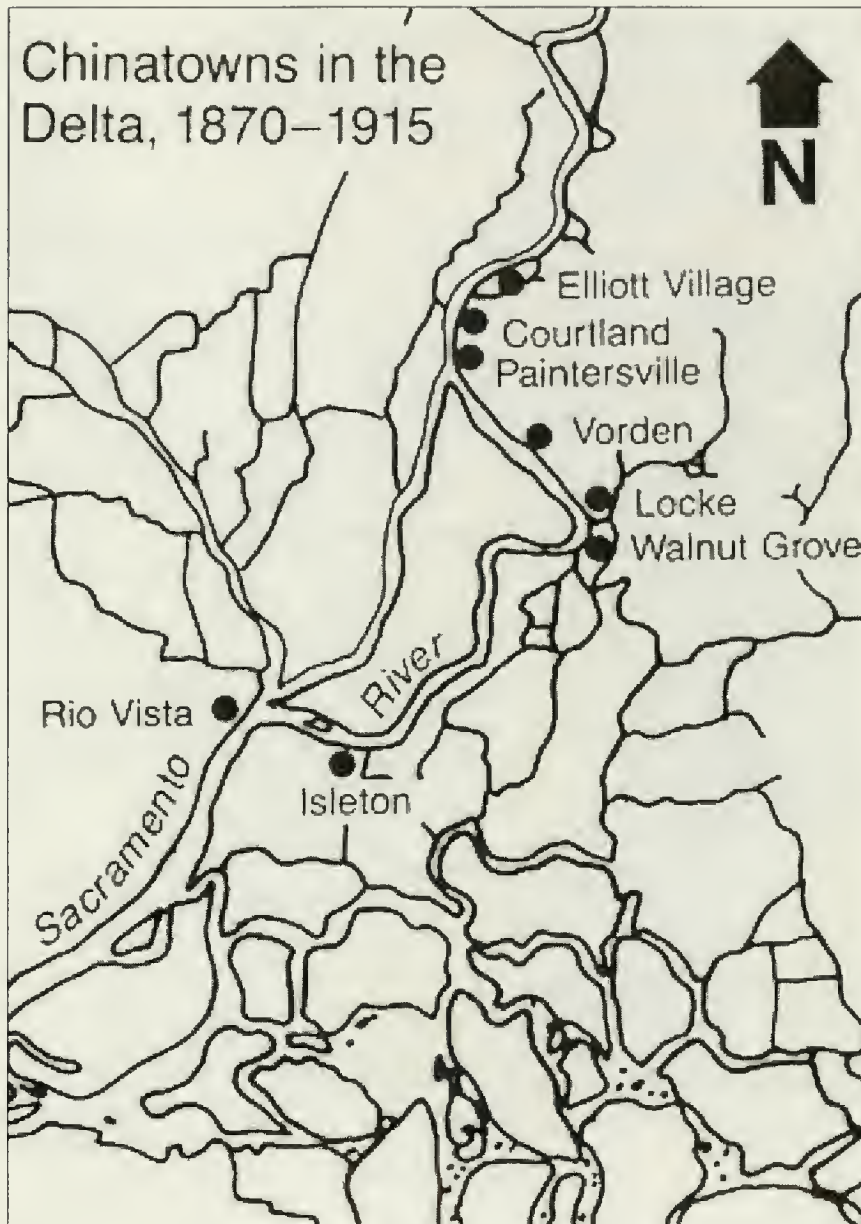 Chinatowns in the
Delta, 1870–1915
N
Elliott Village
Courtland
Paintersville
Vorden
Locke
Walnut Grove
River
Rio Vista
Isleton
Sacramento